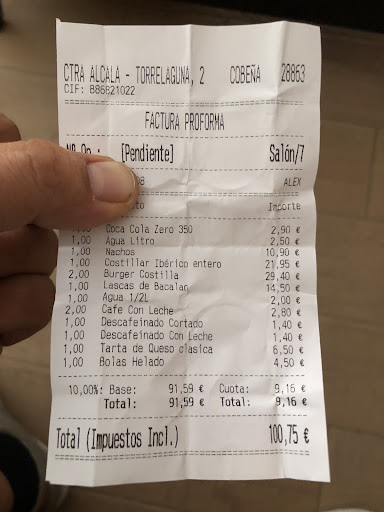 CTRA ALCALA - TORRELAGUNA, 2 COBEÑA 28863
CIF: B86821022
FACTURA PROFORMA
Nº Op.: [Pendiente] Salón/7
ALEX
Importe
1,00 Coca Cola Zero 350 2,90 €
1,00 Agua Litro 2,50 €
1,00 Nachos 10,90 €
1,00 Costillar Ibérico entero 21,95 €
2,00 Burger Costilla 29,40 €
1,00 Lascas de Bacalao 14,50 €
1,00 Agua 1/2L 2,00 €
2,00 Cafe Con Leche 2,80 €
1,00 Descafeinado Cortado 1,40 €
1,00 Descafeinado Con Leche 1,40 €
1,00 Tarta de Queso clasica 6,50 €
1,00 Bolas Helado 4,50 €
10,00%: Base: 91,59 € Cuota: 9,16 €
Total: 91,59 € Total: 9,16 €
Total (Impuestos Incl.) 100,75 €